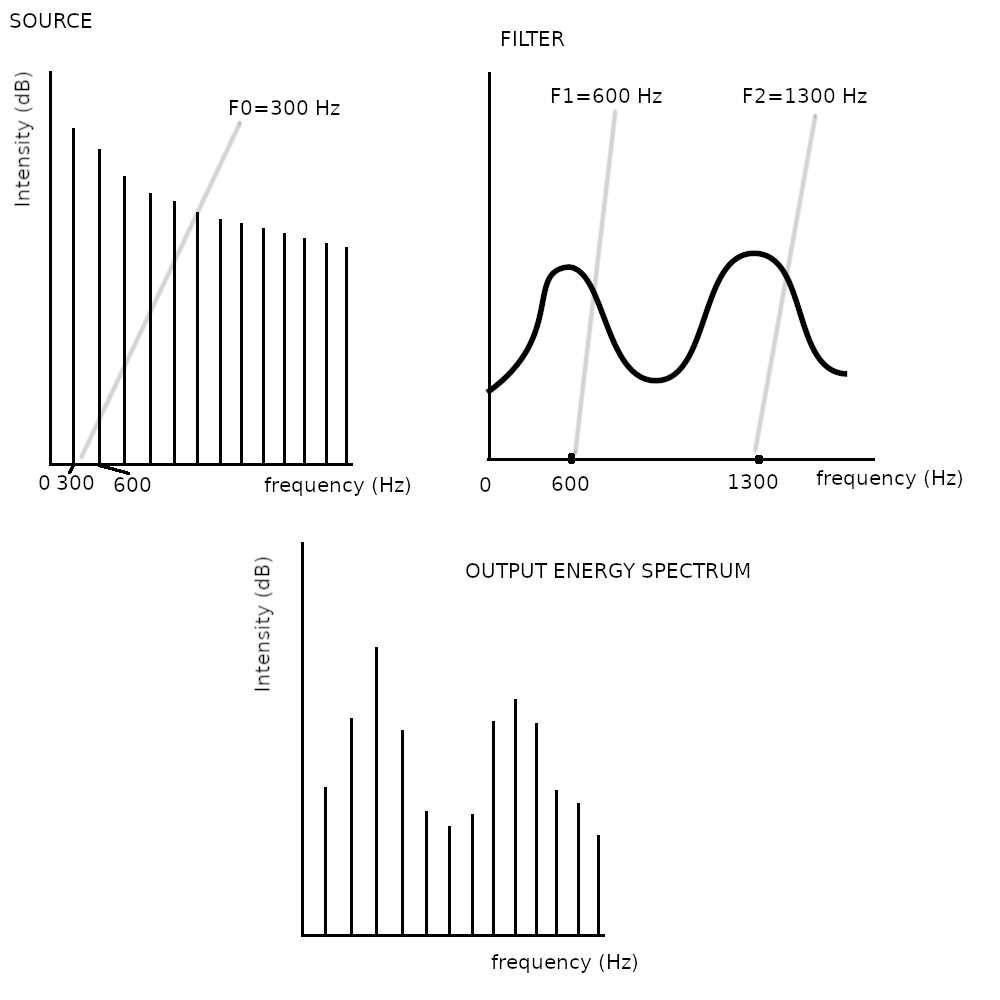 SOURCE
FILTER
Intensity (dB)
F0=300 Hz
F1=600 Hz
F2=1300 Hz
0 300 600
frequency (Hz)
0
600
1300
frequency (Hz)
OUTPUT ENERGY SPECTRUM
Intensity (dB)
frequency (Hz)